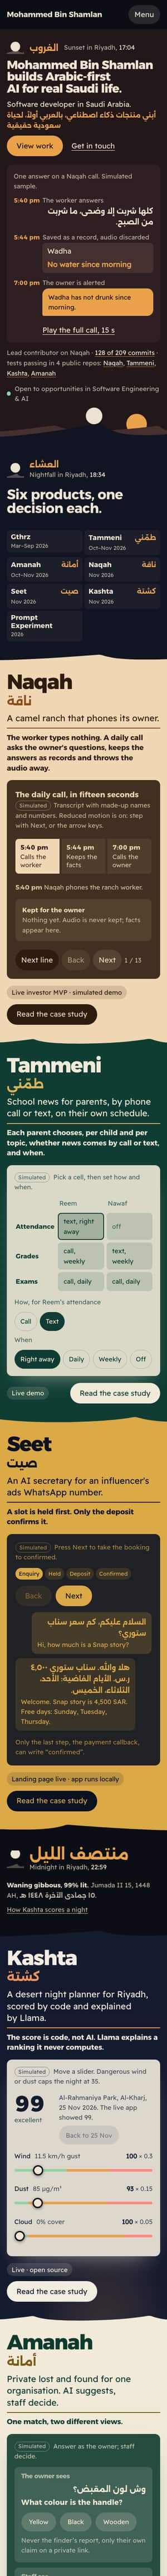 Mohammed Bin Shamlan
Menu
الغروب Sunset in Riyadh, 17:04
Mohammed Bin Shamlan
builds Arabic-first
AI for real Saudi life.
Software developer in Saudi Arabia.
أبني منتجات ذكاء اصطناعي، بالعربي أولًا، لحياة
سعودية حقيقية
View work
Get in touch
One answer on a Naqah call. Simulated
sample.
5:40 pm The worker answers
كلها شربت إلا وضحى، ما شربت
من الصبح.
5:44 pm Saved as a record, audio discarded
Wadha
No water since morning
7:00 pm The owner is alerted
Wadha has not drunk since
morning.
Play the full call, 15 s
Lead contributor on Naqah · 128 of 209 commits ·
tests passing in 4 public repos: Naqah, Tammeni,
Kashta, Amanah
Open to opportunities in Software Engineering
& AI
العشاء
Nightfall in Riyadh, 18:34
Six products, one
decision each.
Gthrz
Mar–Sep 2026
Tammeni طمّني
Oct–Nov 2026
Amanah أمانة
Oct–Nov 2026
Naqah ناقة
Nov 2026
Seet صيت
Nov 2026
Kashta كشتة
Nov 2026
Prompt
Experiment
2026
Naqah
ناقة
A camel ranch that phones its owner.
The worker types nothing. A daily call
asks the owner's questions, keeps the
answers as records and throws the
audio away.
The daily call, in fifteen seconds
Simulated Transcript with made-up names
and numbers. Reduced motion is on: step
with Next, or the arrow keys.
5:40 pm
Calls the
worker
5:44 pm
Keeps the
facts
7:00 pm
Calls the
owner
5:40 pm Naqah phones the ranch worker.
Kept for the owner
Nothing yet. Audio is never kept; facts
appear here.
Next line
Back
Next
1 / 13
Live investor MVP · simulated demo
Read the case study
Tammeni
طمّني
School news for parents, by phone
call or text, on their own schedule.
Each parent chooses, per child and per
topic, whether news comes by call or text,
and when.
Simulated Pick a cell, then set how and
when.
Reem Nawaf
Attendance text, right away off
Grades call, weekly text, weekly
Exams call, daily call, daily
How, for Reem's attendance
Call Text
When
Right away Daily Weekly Off
Live demo
Read the case study
Seet
صيت
An AI secretary for an influencer's
ads WhatsApp number.
A slot is held first. Only the deposit
confirms it.
Simulated Press Next to take the booking
to confirmed.
Enquiry Held Deposit Confirmed
Back Next
السلام عليكم، كم سعر سناب
ستوري؟
Hi, how much is a Snap story?
هلا والله. سناب ستوري ٤٥٠٠
ر.س. الأيام الفاضية: الأحد،
الثلاثاء، الخميس.
Welcome. Snap story is 4,500 SAR.
Free days: Sunday, Tuesday,
Thursday.
Only the last step, the payment callback,
can write "confirmed".
Landing page live · app runs locally
Read the case study
منتصف الليل
Midnight in Riyadh, 22:59
Waning gibbous, 99% lit. Jumada II 15, 1448
AH, ١٥ جمادى الآخرة ١٤٤٨ هـ.
How Kashta scores a night
Kashta
كشتة
A desert night planner for Riyadh,
scored by code and explained
by Llama.
The score is code, not AI. Llama explains a
ranking it never computes.
Simulated Move a slider. Dangerous wind
or dust caps the night at 35.
99
excellent
Al-Rahmaniya Park, Al-Kharj,
25 Nov 2026. The live app
showed 99.
Back to 25 Nov
Wind 11.5 km/h gust 100 × 0.3
Dust 85 µg/m³ 93 × 0.15
Cloud 0% cover 100 × 0.05
Live · open source
Read the case study
Amanah
أمانة
Private lost and found for one
organisation. AI suggests,
staff decide.
One match, two different views.
Simulated Answer as the owner; staff
decide.
The owner sees
وش لون المقبض؟
What colour is the handle?
Yellow Black Wooden
Never the finder's report, only their own
claim on a private link.